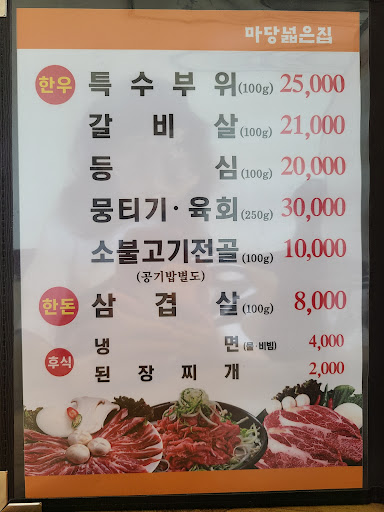 마당넓은집
한우 특수부위(100g) 25,000
갈비살(100g) 21,000
등심(100g) 20,000
뭉티기·육회(250g) 30,000
소불고기전골(100g) 10,000
(공기밥별도)
한돈 삼겹살(100g) 8,000
후식 냉면(물·비빔) 4,000
된장찌개 2,000